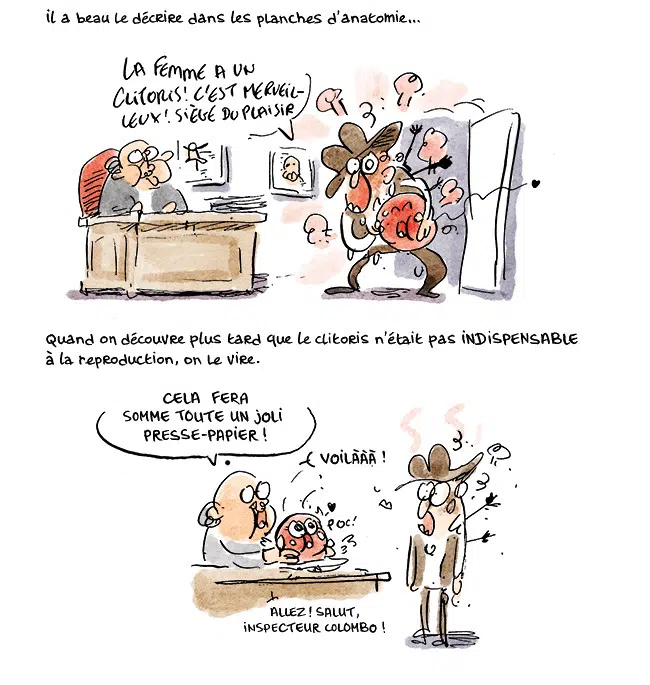 il a beau le décrire dans les planches d'anatomie...
LA FEMME A UN
CLITORIS! C'EST MERVEIL-
LEUX! SIÈGE DU PLAISIR
Quand on découvre plus tard que le clitoris n'était pas INDISPENSABLE
à la reproduction, on le vire.
CELA FERA
SOMME TOUTE UN JOLI
PRESSE-PAPIER!
VOILÀÀÀ!
POC!
ALLEZ! SALUT,
INSPECTEUR COLOMBO!